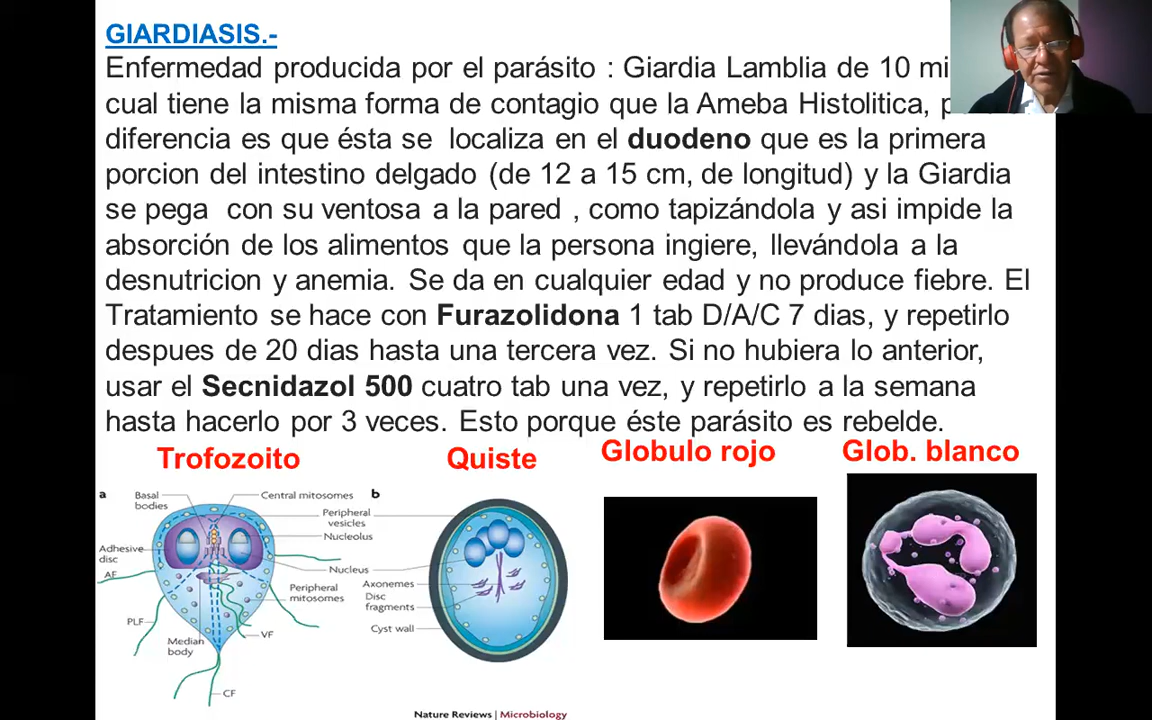 GIARDIASIS.-
Enfermedad producida por el parásito : Giardia Lamblia de 10 mi
cual tiene la misma forma de contagio que la Ameba Histolitica,
diferencia es que ésta se localiza en el duodeno que es la primera
porcion del intestino delgado (de 12 a 15 cm, de longitud) y la Giardia
se pega con su ventosa a la pared , como tapizándola y asi impide la
absorción de los alimentos que la persona ingiere, llevándola a la
desnutricion y anemia. Se da en cualquier edad y no produce fiebre. El
Tratamiento se hace con Furazolidona 1 tab D/A/C 7 dias, y repetirlo
despues de 20 dias hasta una tercera vez. Si no hubiera lo anterior,
usar el Secnidazol 500 cuatro tab una vez, y repetirlo a la semana
hasta hacerlo por 3 veces. Esto porque éste parásito es rebelde.
Trofozoito
Quiste
Globulo rojo
Glob. blanco
a
Basal
bodies
Central mitosomes
Peripheral
vesicles
Nucleolus
Adhesive
disc
AF
Nucleus
Peripheral
mitosomes
PLF
Median
body
VF
CF
b
Axonemes
Disc
fragments
Cyst wall
Nature Reviews | Microbiology